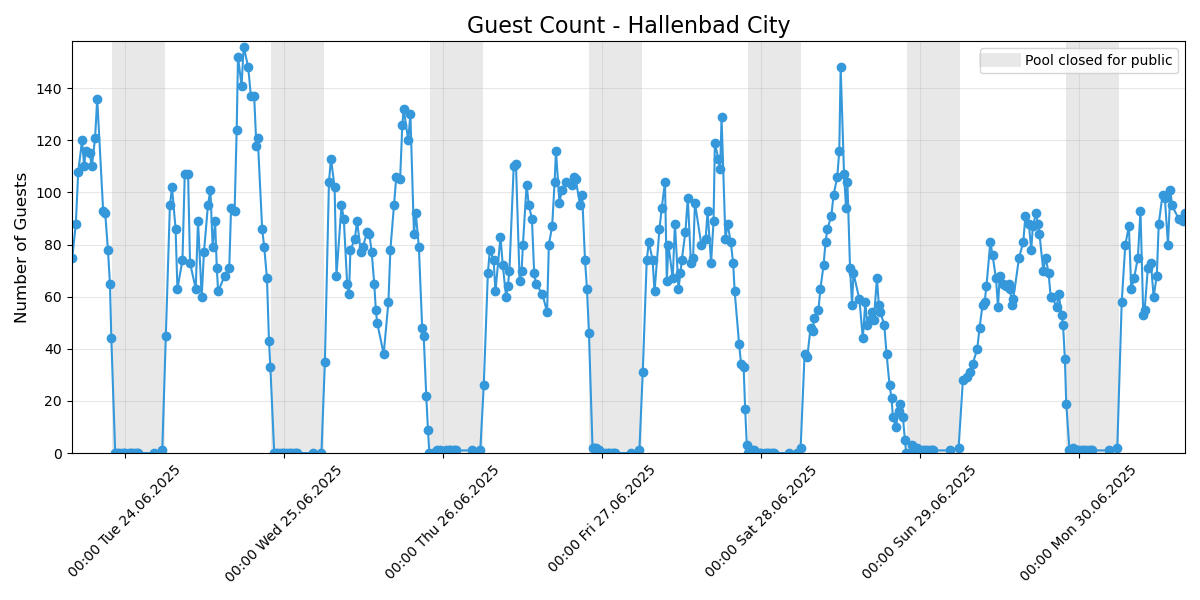 Guest Count - Hallenbad City
Pool closed for public
Number of Guests
140
120
100
80
60
40
20
0
00:00 Tue 24.06.2025
00:00 Wed 25.06.2025
00:00 Thu 26.06.2025
00:00 Fri 27.06.2025
00:00 Sat 28.06.2025
00:00 Sun 29.06.2025
00:00 Mon 30.06.2025